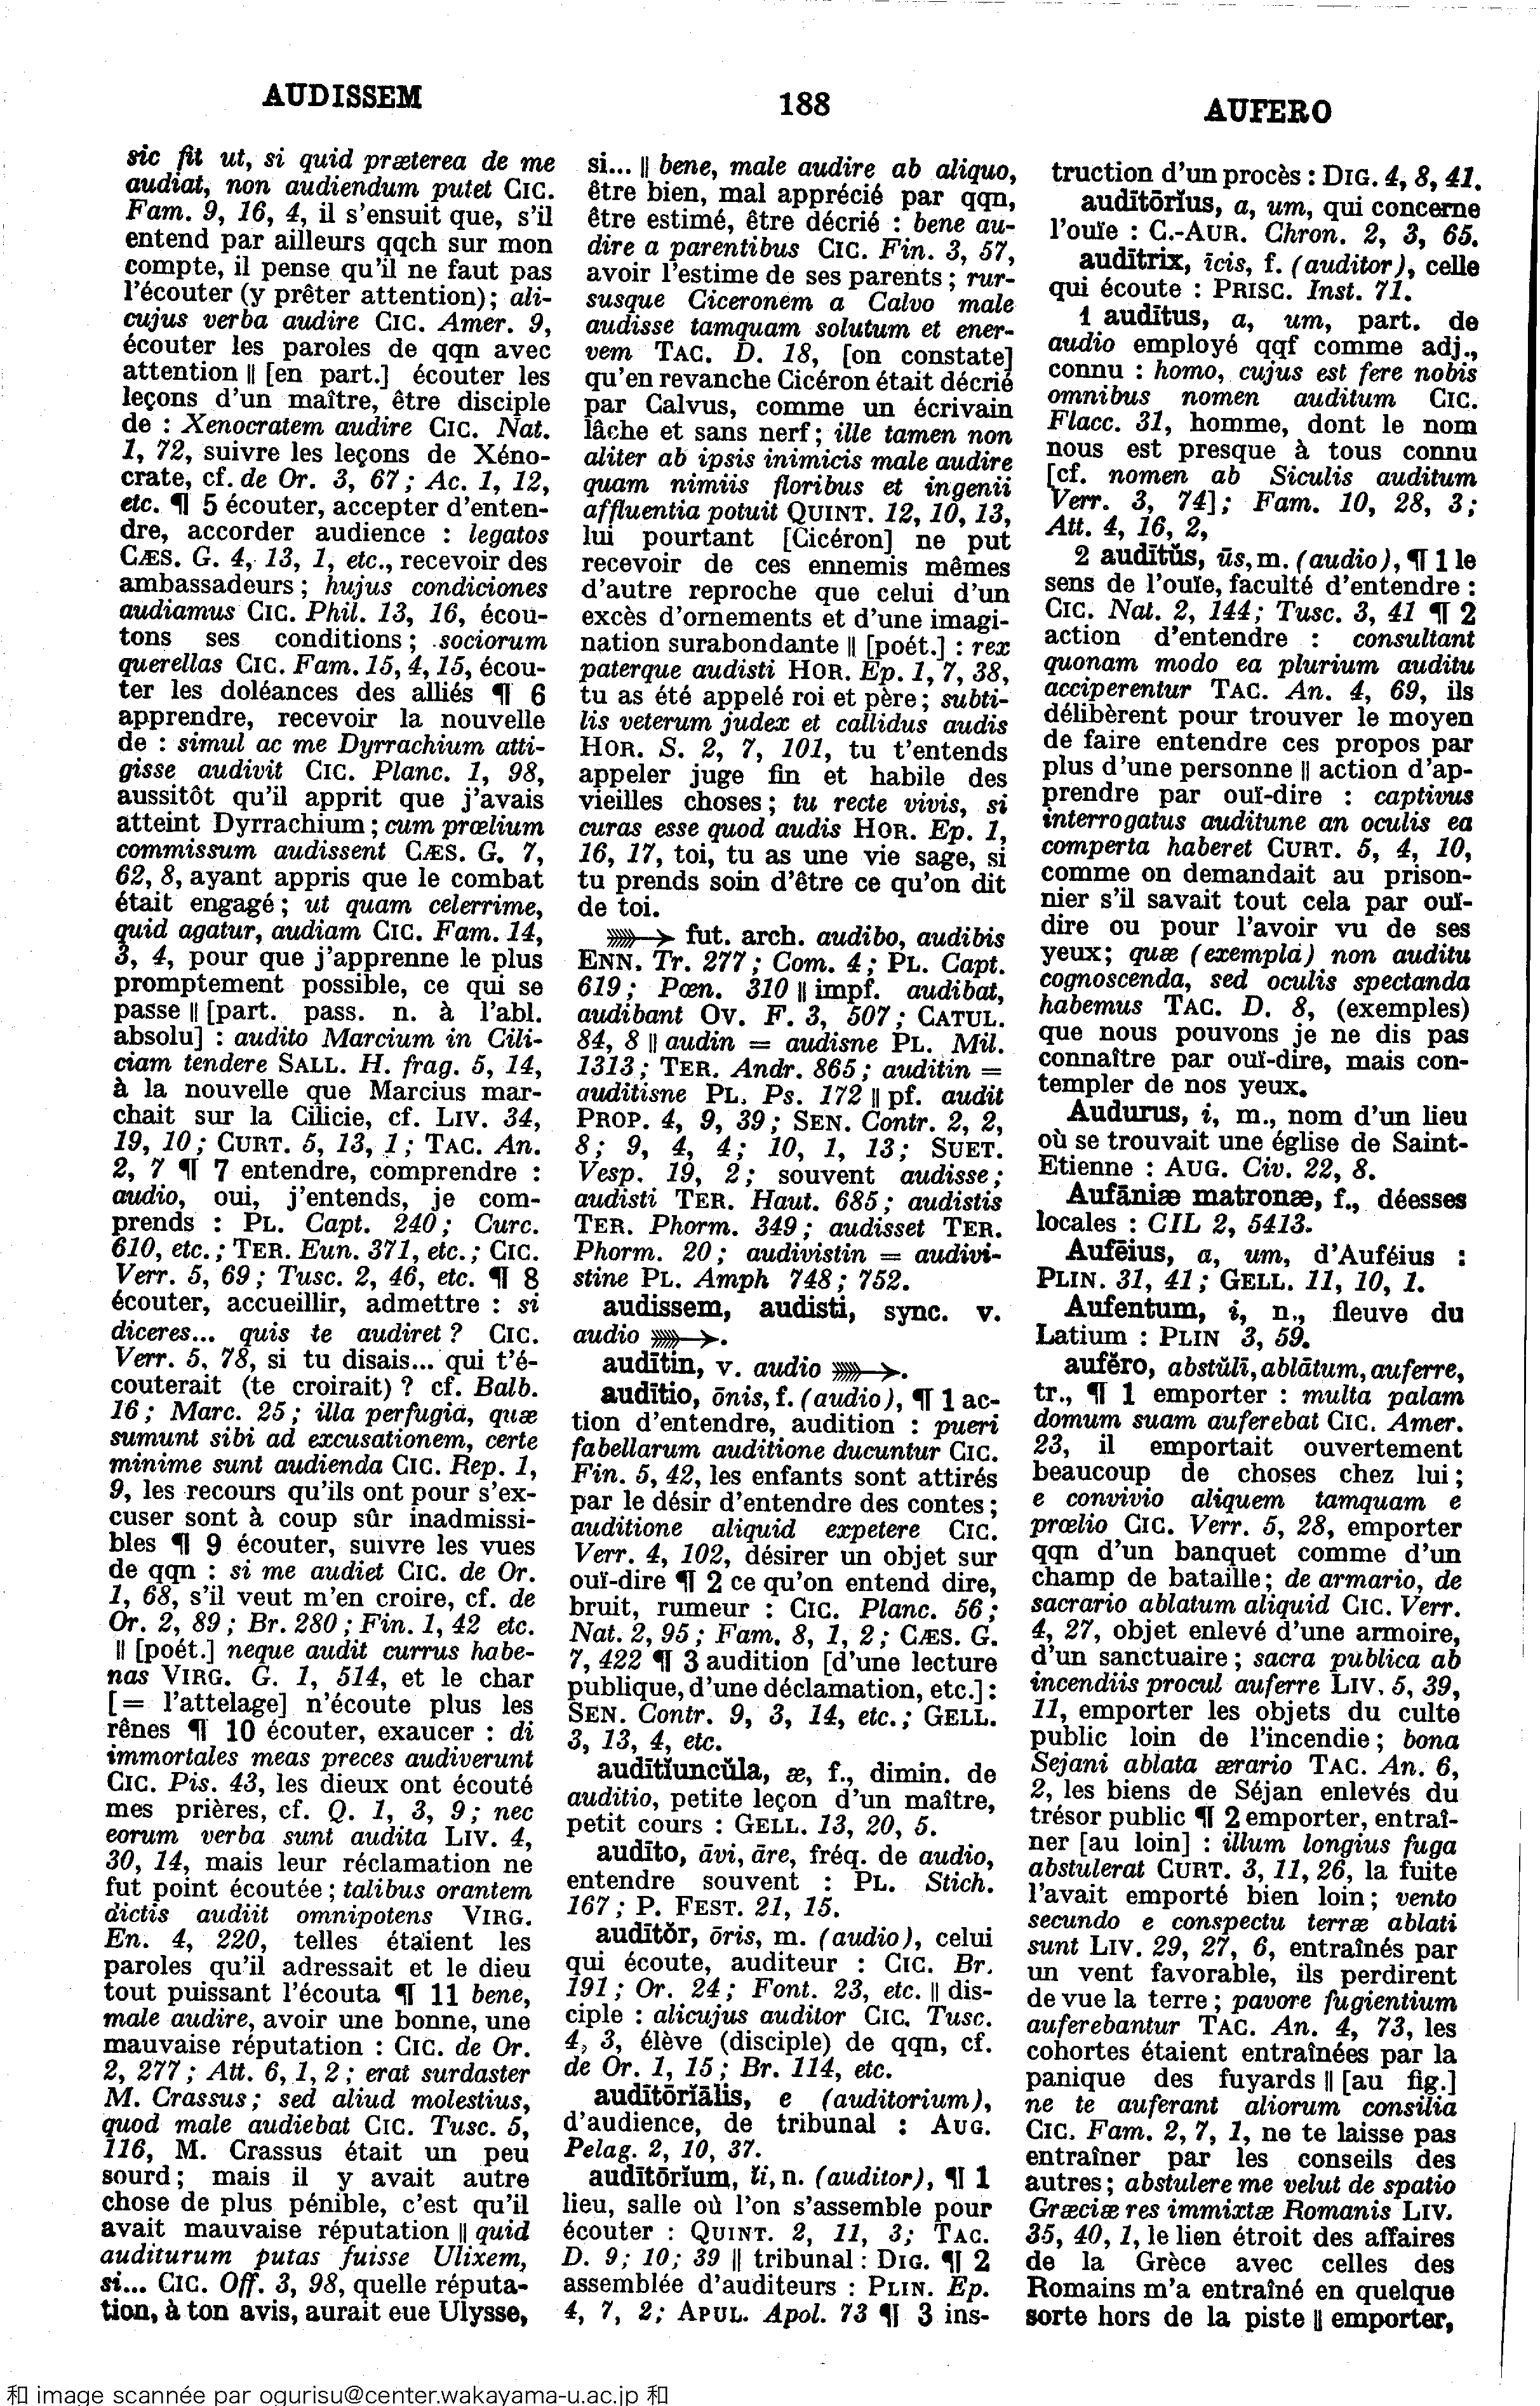 AUDISSEM
188
AUFERO
sic fit ut, si quid præterea de me
audiat, non audiendum putet CIC.
Fam. 9, 16, 4, il s'ensuit que, s'il
entend par ailleurs qqch sur mon
compte, il pense qu'il ne faut pas
l'écouter (y prêter attention); ali-
cujus verba audire CIC. Amer. 9,
écouter les paroles de qqn avec
attention || [en part.] écouter les
leçons d'un maître, être disciple
de : Xenocratem audire CIC. Nat.
1, 72, suivre les leçons de Xéno-
crate, cf. de Or. 3, 67; Ac. 1, 12,
etc. ¶ 5 écouter, accepter d'enten-
dre, accorder audience : legatos
CÆS. G. 4, 13, 1, etc., recevoir des
ambassadeurs; hujus condiciones
audiamus CIC. Phil. 13, 16, écou-
tons ses conditions; sociorum
querellas CIC. Fam. 15, 4, 15, écou-
ter les doléances des alliés ¶ 6
apprendre, recevoir la nouvelle
de : simul ac me Dyrrachium atti-
gisse audivit CIC. Planc. 1, 98,
aussitôt qu'il apprit que j'avais
atteint Dyrrachium; cum prœlium
commissum audissent CÆS. G. 7,
62, 8, ayant appris que le combat
était engagé; ut quam celerrime,
quid agatur, audiam CIC. Fam. 14,
3, 4, pour que j'apprenne le plus
promptement possible, ce qui se
passe || [part. pass. n. à l'abl.
absolu] : audito Marcium in Cili-
ciam tendere SALL. H. frag. 5, 14,
à la nouvelle que Marcius mar-
chait sur la Cilicie, cf. LIV. 34,
19, 10; CURT. 5, 13, 1; TAC. An.
2, 7 ¶ 7 entendre, comprendre :
audio, oui, j'entends, je com-
prends : PL. Capt. 240; Curc.
610, etc.; TER. Eun. 371, etc.; CIC.
Verr. 5, 69; Tusc. 2, 46, etc. ¶ 8
écouter, accueillir, admettre : si
diceres... quis te audiret ? CIC.
Verr. 5, 78, si tu disais... qui t'é-
couterait (te croirait) ? cf. Balb.
16; Marc. 25; illa perfugia, quæ
sumunt sibi ad excusationem, certe
minime sunt audienda CIC. Rep. 1,
9, les recours qu'ils ont pour s'ex-
cuser sont à coup sûr inadmissi-
bles ¶ 9 écouter, suivre les vues
de qqn : si me audiet CIC. de Or.
1, 68, s'il veut m'en croire, cf. de
Or. 2, 89; Br. 280; Fin. 1, 42 etc.
|| [poét.] neque audit currus habe-
nas VIRG. G. 1, 514, et le char
[= l'attelage] n'écoute plus les
rênes ¶ 10 écouter, exaucer : di
immortales meas preces audiverunt
CIC. Pis. 43, les dieux ont écouté
mes prières, cf. Q. 1, 3, 9; nec
eorum verba sunt audita LIV. 4,
30, 14, mais leur réclamation ne
fut point écoutée; talibus orantem
dictis audiit omnipotens VIRG.
En. 4, 220, telles étaient les
paroles qu'il adressait et le dieu
tout puissant l'écouta ¶ 11 bene,
male audire, avoir une bonne, une
mauvaise réputation : CIC. de Or.
2, 277; Att. 6, 1, 2; erat surdaster
M. Crassus; sed aliud molestius,
quod male audiebat CIC. Tusc. 5,
116, M. Crassus était un peu
sourd; mais il y avait autre
chose de plus pénible, c'est qu'il
avait mauvaise réputation || quid
auditurum putas fuisse Ulixem,
si... CIC. Off. 3, 98, quelle réputa-
tion, à ton avis, aurait eue Ulysse,
si... || bene, male audire ab aliquo,
être bien, mal apprécié par qqn,
être estimé, être décrié : bene au-
dire a parentibus CIC. Fin. 3, 57,
avoir l'estime de ses parents; rur-
susque Ciceronem a Calvo male
audisse tamquam solutum et ener-
vem TAC. D. 18, [on constate]
qu'en revanche Cicéron était décrié
par Calvus, comme un écrivain
lâche et sans nerf; ille tamen non
aliter ab ipsis inimicis male audire
quam nimiis floribus et ingenii
affluentia potuit QUINT. 12, 10, 13,
lui pourtant [Cicéron] ne put
recevoir de ces ennemis mêmes
d'autre reproche que celui d'un
excès d'ornements et d'une imagi-
nation surabondante || [poét.] : rex
paterque audisti HOR. Ep. 1, 7, 38,
tu as été appelé roi et père; subti-
lis veterum judex et callidus audis
HOR. S. 2, 7, 101, tu t'entends
appeler juge fin et habile des
vieilles choses; tu recte vivis, si
curas esse quod audis HOR. Ep. 1,
16, 17, toi, tu as une vie sage, si
tu prends soin d'être ce qu'on dit
de toi.
fut. arch. audibo, audibis
ENN. Tr. 277; Com. 4; PL. Capt.
619; Pœn. 310 || impf. audibat,
audibant OV. F. 3, 507; CATUL.
84, 8 || audin = audisne PL. Mil.
1313; TER. Andr. 865; auditin =
auditisne PL. Ps. 172 || pf. audit
PROP. 4, 9, 39; SEN. Contr. 2, 2,
8; 9, 4, 4; 10, 1, 13; SUET.
Vesp. 19, 2; souvent audisse;
audisti TER. Haut. 685; audistis
TER. Phorm. 349; audisset TER.
Phorm. 20; audivistin = audivi-
stine PL. Amph 748; 752.
audissem, audisti, sync. v.
audio .
audītin, v. audio .
audītio, ōnis, f. (audio), ¶ 1 ac-
tion d'entendre, audition : pueri
fabellarum auditione ducuntur CIC.
Fin. 5, 42, les enfants sont attirés
par le désir d'entendre des contes;
auditione aliquid expetere CIC.
Verr. 4, 102, désirer un objet sur
ouï-dire ¶ 2 ce qu'on entend dire,
bruit, rumeur : CIC. Planc. 56;
Nat. 2, 95; Fam. 8, 1, 2; CÆS. G.
7, 422 ¶ 3 audition [d'une lecture
publique, d'une déclamation, etc.] :
SEN. Contr. 9, 3, 14, etc.; GELL.
3, 13, 4, etc.
audītĭuncŭla, æ, f., dimin. de
auditio, petite leçon d'un maître,
petit cours : GELL. 13, 20, 5.
audīto, āvi, āre, fréq. de audio,
entendre souvent : PL. Stich.
167; P. FEST. 21, 15.
audītŏr, ōris, m. (audio), celui
qui écoute, auditeur : CIC. Br.
191; Or. 24; Font. 23, etc. || dis-
ciple : alicujus auditor CIC. Tusc.
4, 3, élève (disciple) de qqn, cf.
de Or. 1, 15; Br. 114, etc.
audītōrĭālis, e (auditorium),
d'audience, de tribunal : AUG.
Pelag. 2, 10, 37.
audītōrĭum, ĭi, n. (auditor), ¶ 1
lieu, salle où l'on s'assemble pour
écouter : QUINT. 2, 11, 3; TAC.
D. 9; 10; 39 || tribunal : DIG. ¶ 2
assemblée d'auditeurs : PLIN. Ep.
4, 7, 2; APUL. Apol. 73 ¶ 3 ins-
truction d'un procès : DIG. 4, 8, 41.
audītōrĭus, a, um, qui concerne
l'ouïe : C.-AUR. Chron. 2, 3, 65.
audītrix, īcis, f. (auditor), celle
qui écoute : PRISC. Inst. 71.
1 audītus, a, um, part. de
audio employé qqf comme adj.,
connu : homo, cujus est fere nobis
omnibus nomen auditum CIC.
Flacc. 31, homme, dont le nom
nous est presque à tous connu
[cf. nomen ab Siculis auditum
Verr. 3, 74]; Fam. 10, 28, 3;
Att. 4, 16, 2,
2 audītŭs, ūs, m. (audio), ¶ 1 le
sens de l'ouïe, faculté d'entendre :
CIC. Nat. 2, 144; Tusc. 3, 41 ¶ 2
action d'entendre : consultant
quonam modo ea plurium auditu
acciperentur TAC. An. 4, 69, ils
délibèrent pour trouver le moyen
de faire entendre ces propos par
plus d'une personne || action d'ap-
prendre par ouï-dire : captivus
interrogatus auditune an oculis ea
comperta haberet CURT. 5, 4, 10,
comme on demandait au prison-
nier s'il savait tout cela par ouï-
dire ou pour l'avoir vu de ses
yeux; quæ (exempla) non auditu
cognoscenda, sed oculis spectanda
habemus TAC. D. 8, (exemples)
que nous pouvons je ne dis pas
connaître par ouï-dire, mais con-
templer de nos yeux.
Audurus, i, m., nom d'un lieu
où se trouvait une église de Saint-
Etienne : AUG. Civ. 22, 8.
Aufāniæ matronæ, f., déesses
locales : CIL 2, 5413.
Aufēius, a, um, d'Auféius :
PLIN. 31, 41; GELL. 11, 10, 1.
Aufentum, i, n., fleuve du
Latium : PLIN 3, 59.
aufĕro, abstŭlī, ablātum, auferre,
tr., ¶ 1 emporter : multa palam
domum suam auferebat CIC. Amer.
23, il emportait ouvertement
beaucoup de choses chez lui;
e convivio aliquem tamquam e
prœlio CIC. Verr. 5, 28, emporter
qqn d'un banquet comme d'un
champ de bataille; de armario, de
sacrario ablatum aliquid CIC. Verr.
4, 27, objet enlevé d'une armoire,
d'un sanctuaire; sacra publica ab
incendiis procul auferre LIV. 5, 39,
11, emporter les objets du culte
public loin de l'incendie; bona
Sejani ablata ærario TAC. An. 6,
2, les biens de Séjan enlevés du
trésor public ¶ 2 emporter, entraî-
ner [au loin] : illum longius fuga
abstulerat CURT. 3, 11, 26, la fuite
l'avait emporté bien loin; vento
secundo e conspectu terræ ablati
sunt LIV. 29, 27, 6, entraînés par
un vent favorable, ils perdirent
de vue la terre; pavore fugientium
auferebantur TAC. An. 4, 73, les
cohortes étaient entraînées par la
panique des fuyards || [au fig.]
ne te auferant aliorum consilia
CIC. Fam. 2, 7, 1, ne te laisse pas
entraîner par les conseils des
autres; abstulere me velut de spatio
Græciæ res immixtæ Romanis LIV.
35, 40, 1, le lien étroit des affaires
de la Grèce avec celles des
Romains m'a entraîné en quelque
sorte hors de la piste || emporter,
和 image scannée par ogurisu@center.wakayama-u.ac.jp 和